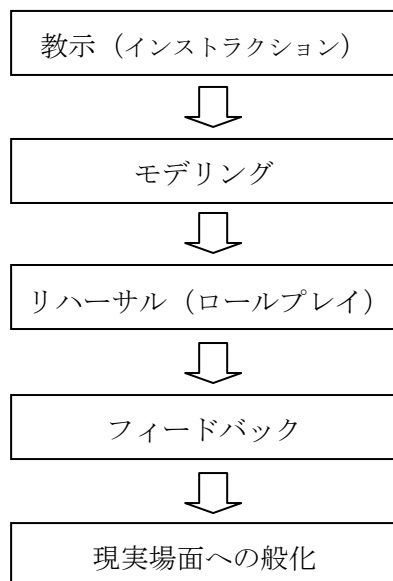 教示（インストラクション）
モデリング
リハーサル（ロールプレイ）
フィードバック
現実場面への般化